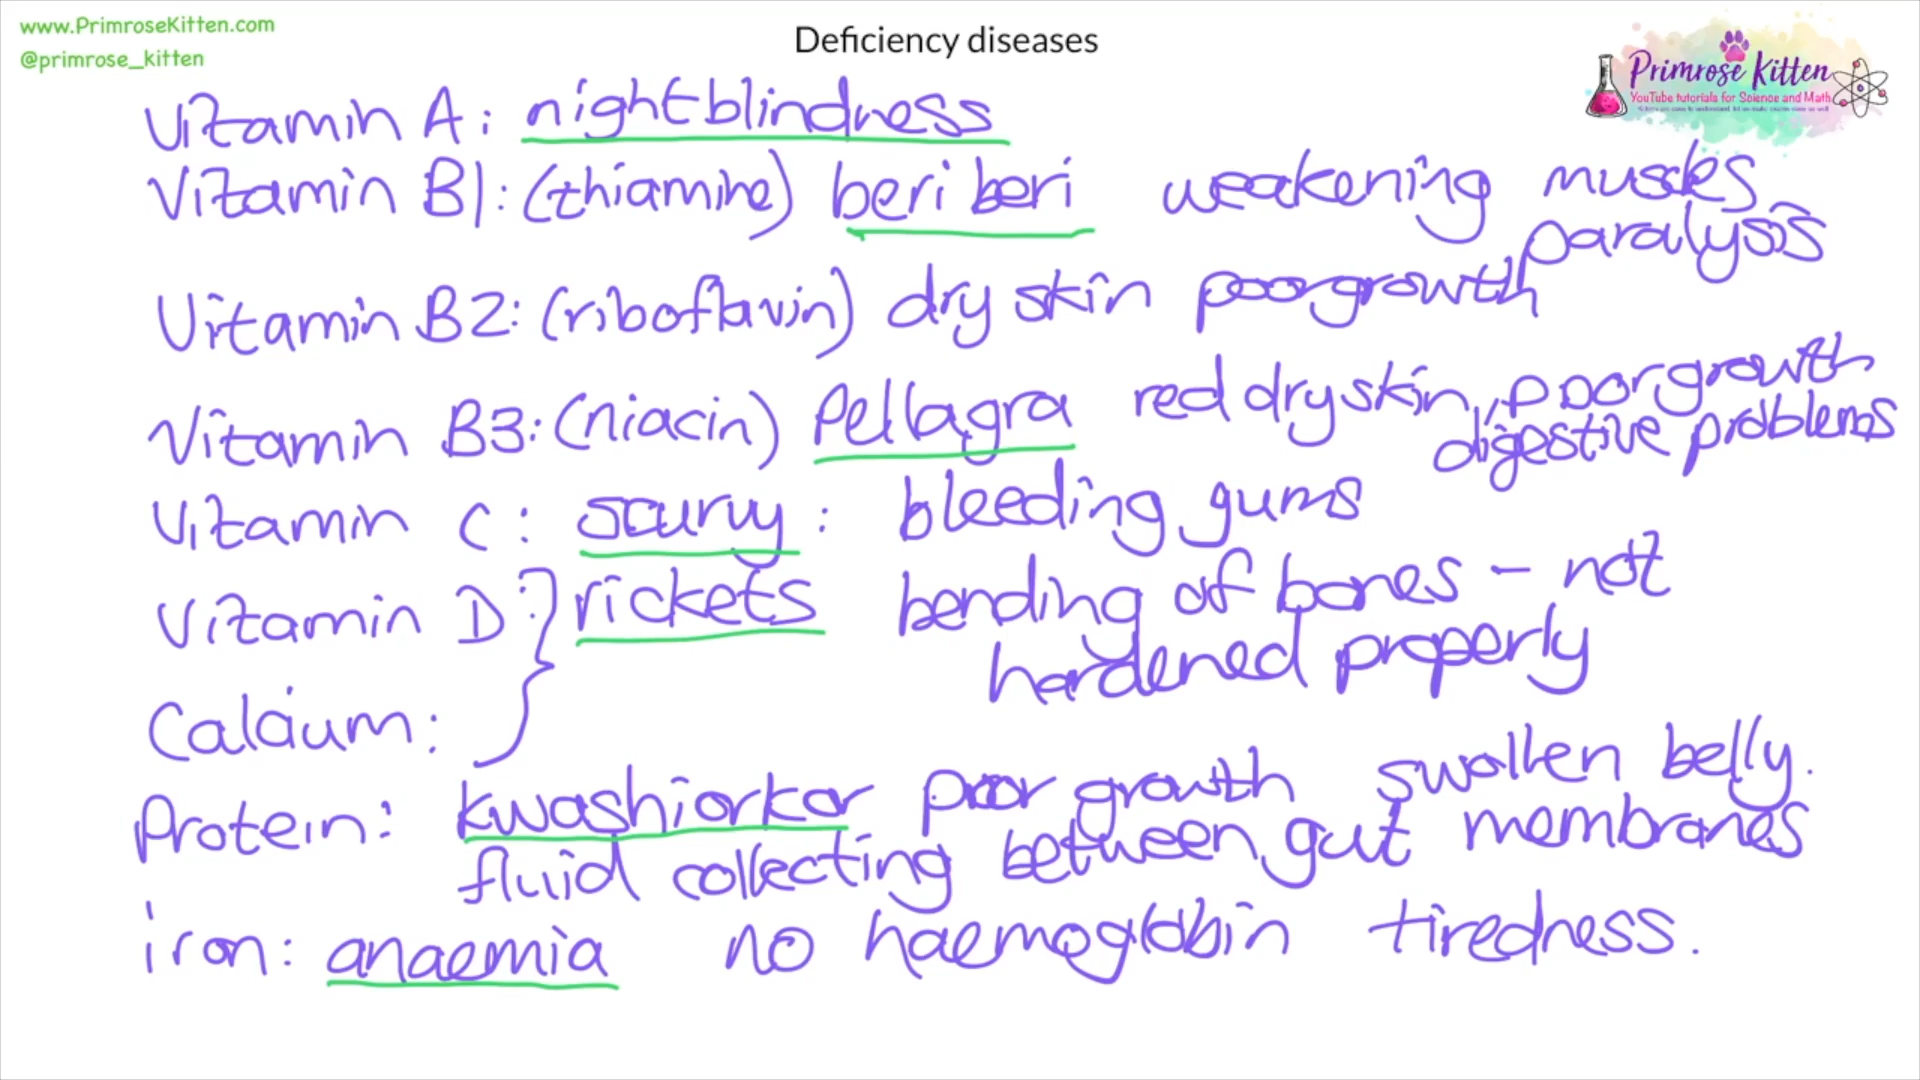 www.PrimroseKitten.com
@primrose_kitten
Deficiency diseases
Primrose Kitten
YouTube tutorials for Science and Math
Vitamin A: nightblindness
Vitamin B1: (thiamine) beri beri weakening muscles
paralysis
Vitamin B2: (riboflavin) dry skin poor growth
Vitamin B3: (niacin) Pellagra red dry skin, poor growth
digestive problems
Vitamin C: scurvy: bleeding gums
Vitamin D: } rickets bending of bones - not
hardened properly
Calcium:
Protein: kwashiorkor poor growth swollen belly.
fluid collecting between gut membranes
iron: anaemia no haemoglobin tiredness.